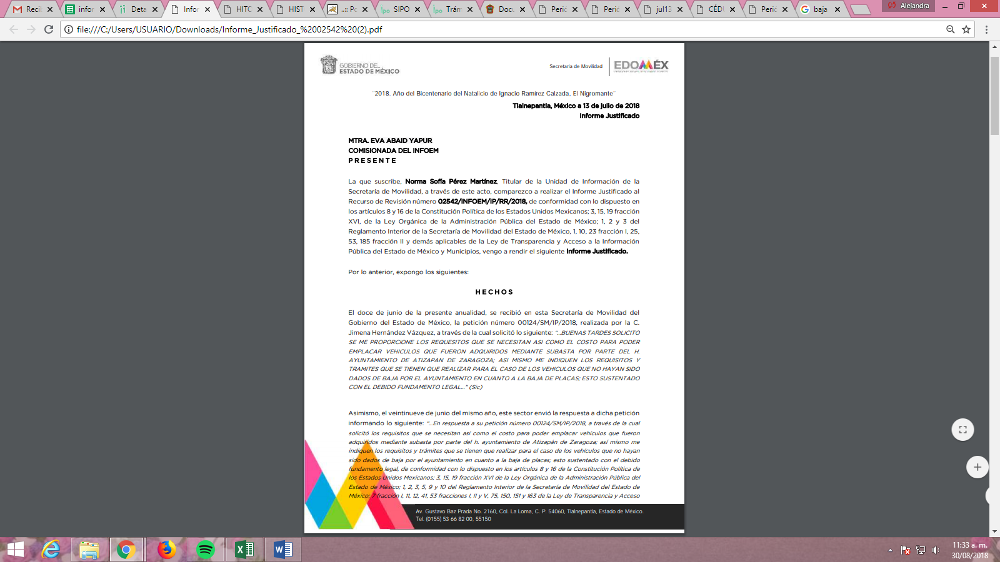 Recil
infor
Deta
Infor
HITC
HIST
..:: Po
SIPO
Trám
Docu
Perió
Perió
jul13
CÉDU
Perió
baja
Alejandra
file:///C:/Users/USUARIO/Downloads/Informe_Justificado_%2002542%20(2).pdf
GOBIERNO DEL
ESTADO DE MÉXICO
Secretaría de Movilidad
EDOMÉX
¨2018. Año del Bicentenario del Natalicio de Ignacio Ramírez Calzada, El Nigromante¨
Tlalnepantla, México a 13 de julio de 2018
Informe Justificado
MTRA. EVA ABAID YAPUR
COMISIONADA DEL INFOEM
P R E S E N T E
La que suscribe, Norma Sofía Pérez Martínez, Titular de la Unidad de Información de la
Secretaría de Movilidad, a través de este acto, comparezco a realizar el Informe Justificado al
Recurso de Revisión número 02542/INFOEM/IP/RR/2018, de conformidad con lo dispuesto en
los artículos 8 y 16 de la Constitución Política de los Estados Unidos Mexicanos; 3, 15, 19 fracción
XVI, de la Ley Orgánica de la Administración Pública del Estado de México; 1, 2 y 3 del
Reglamento Interior de la Secretaría de Movilidad del Estado de México, 1, 10, 23 fracción I, 25,
53, 185 fracción II y demás aplicables de la Ley de Transparencia y Acceso a la Información
Pública del Estado de México y Municipios, vengo a rendir el siguiente Informe Justificado.
Por lo anterior, expongo los siguientes:
H E C H O S
El doce de junio de la presente anualidad, se recibió en esta Secretaría de Movilidad del
Gobierno del Estado de México, la petición número 00124/SM/IP/2018, realizada por la C.
Jimena Hernández Vázquez, a través de la cual solicitó lo siguiente: "...BUENAS TARDES SOLICITO
SE ME PROPORCIONE LOS REQUESITOS QUE SE NECESITAN ASI COMO EL COSTO PARA PODER
EMPLACAR VEHICULOS QUE FUERON ADQUIRIDOS MEDIANTE SUBASTA POR PARTE DEL H.
AYUNTAMIENTO DE ATIZAPAN DE ZARAGOZA; ASI MISMO ME INDIQUEN LOS REQUISITOS Y
TRAMITES QUE SE TIENEN QUE REALIZAR PARA EL CASO DE LOS VEHICULOS QUE NO HAYAN SIDO
DADOS DE BAJA POR EL AYUNTAMIENTO EN CUANTO A LA BAJA DE PLACAS; ESTO SUSTENTADO
CON EL DEBIDO FUNDAMENTO LEGAL..." (Sic)
Asimismo, el veintinueve de junio del mismo año, este sector envió la respuesta a dicha petición
informando lo siguiente: "...En respuesta a su petición número 00124/SM/IP/2018, a través de la cual
solicitó los requisitos que se necesitan así como el costo para poder emplacar vehículos que fueron
adquiridos mediante subasta por parte del h. ayuntamiento de Atizapán de Zaragoza; así mismo me
indiquen los requisitos y trámites que se tienen que realizar para el caso de los vehículos que no hayan
sido dados de baja por el ayuntamiento en cuanto a la baja de placas; esto sustentado con el debido
fundamento legal, de conformidad con lo dispuesto en los artículos 8 y 16 de la Constitución Política de
los Estados Unidos Mexicanos; 3, 15, 19 fracción XVI de la Ley Orgánica de la Administración Pública del
Estado de México; 1, 2, 3, 5, 9 y 10 del Reglamento Interior de la Secretaría de Movilidad del Estado de
México; 7 fracción I, 11, 12, 41, 53 fracciones I, II y V, 75, 150, 151 y 163 de la Ley de Transparencia y Acceso
Av. Gustavo Baz Prada No. 2160, Col. La Loma, C. P. 54060, Tlalnepantla, Estado de México.
Tel. (0155) 53 66 82 00, 55150
11:33 a. m.
30/08/2018